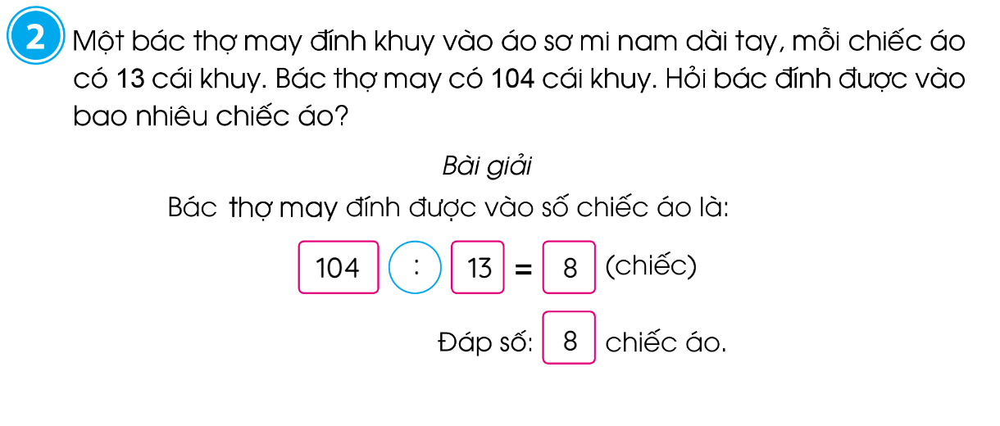 2
Một bác thợ may đính khuy vào áo sơ mi nam dài tay, mỗi chiếc áo
có 13 cái khuy. Bác thợ may có 104 cái khuy. Hỏi bác đính được vào
bao nhiêu chiếc áo?
Bài giải
Bác thợ may đính được vào số chiếc áo là:
104 : 13 = 8 (chiếc)
Đáp số: 8 chiếc áo.